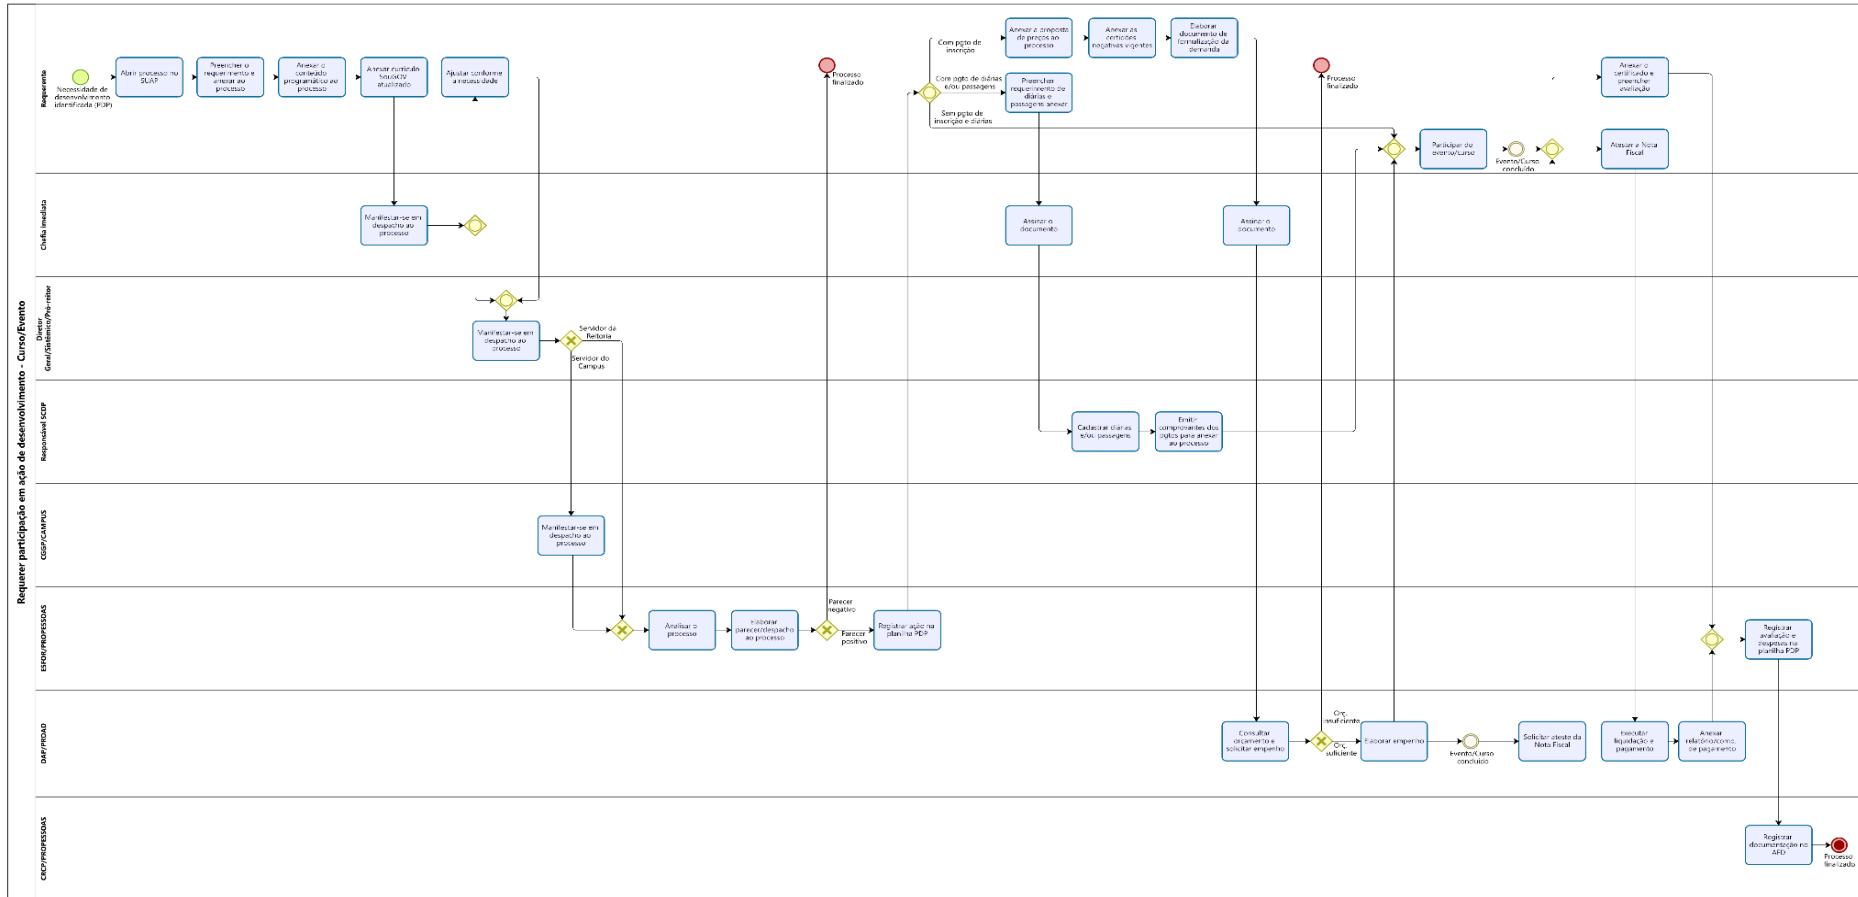 Requerer participação em ação de desenvolvimento - Curso/Evento
Requerente
Necessidade de
desenvolvimento
identificada (PDP)
Abrir processo no
SUAP
Preencher o
requerimento e
anexar ao
processo
Anexar o
conteúdo
programático ao
processo
Anexar currículo
SouGOV
atualizado
Ajustar conforme
a necessidade
Processo
finalizado
Com pgto de
inscrição
Com pgto de diárias
e/ou passagens
Sem pgto de
inscrição e diárias
Anexar a proposta
de preços ao
processo
Anexar as
certidões
negativas vigentes
Elaborar
documento de
formalização da
demanda
Preencher
requerimento de
diárias e
passagens anexar
Processo
finalizado
Participar do
evento/curso
Evento/Curso
concluído
Anexar o
certificado e
preencher
avaliação
Atestar a Nota
Fiscal
Chefia imediata
Manifestar-se em
despacho ao
processo
Assinar o
documento
Assinar o
documento
Diretor
Geral/Sistêmico/Pró-reitor
Manifestar-se em
despacho ao
processo
Servidor da
Reitoria
Servidor do
Campus
Responsável SCDP
Cadastrar diárias
e/ou passagens
Emitir
comprovantes dos
pgtos para anexar
ao processo
CGGP/CAMPUS
Manifestar-se em
despacho ao
processo
ESFOR/PROPESSOAS
Analisar o
processo
Elaborar
parecer/despacho
ao processo
Parecer
negativo
Parecer
positivo
Registrar ação na
planilha PDP
Registrar
avaliação e
despesas na
planilha PDP
DAP/PROAD
Consultar
orçamento e
solicitar empenho
Orç.
insuficiente
Orç.
suficiente
Elaborar empenho
Evento/Curso
concluído
Solicitar ateste da
Nota Fiscal
Executar
liquidação e
pagamento
Anexar
relatório/comp.
de pagamento
CRCP/PROPESSOAS
Registrar
documentação no
AFD
Processo
finalizado